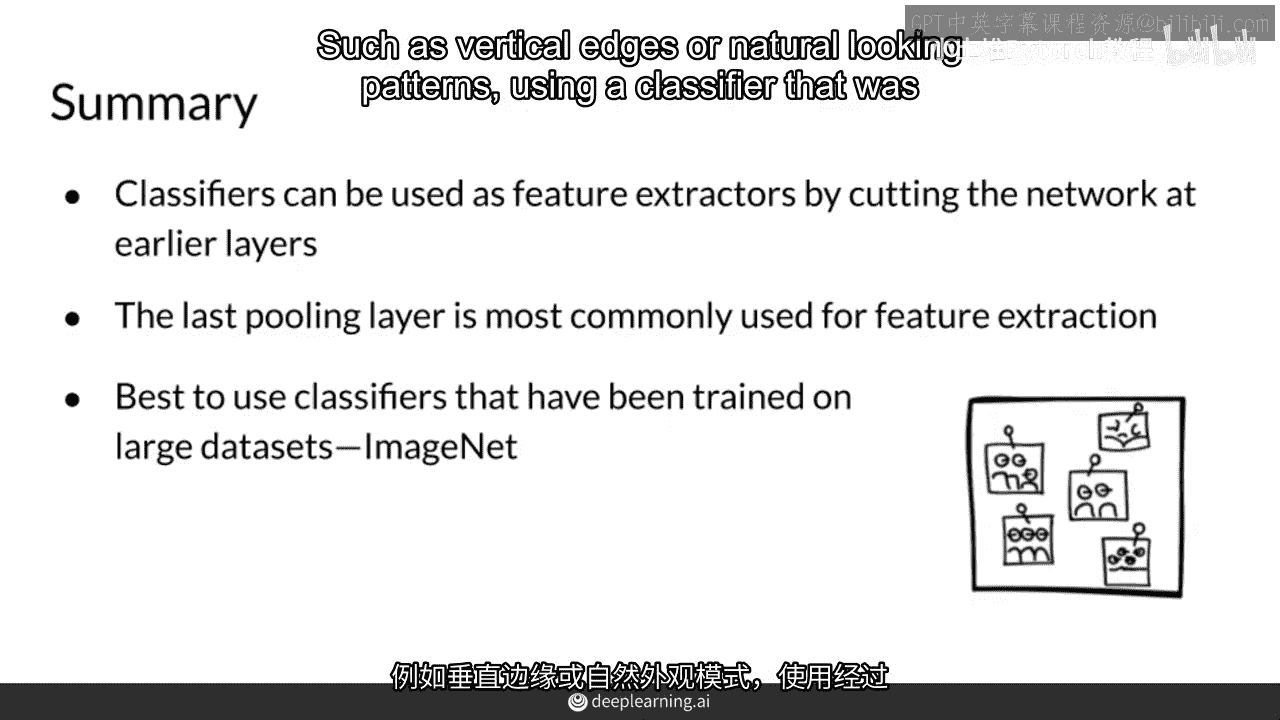 GPT中英字幕课程资源@bilibili.com
Such as vertical edges or natural looking
patterns, using a classifier that was
bilibili
Summary
● Classifiers can be used as feature extractors by cutting the network at
earlier layers
● The last pooling layer is most commonly used for feature extraction
● Best to use classifiers that have been trained on
large datasets—ImageNet
例如垂直边缘或自然外观模式，使用经过
deeplearning.ai